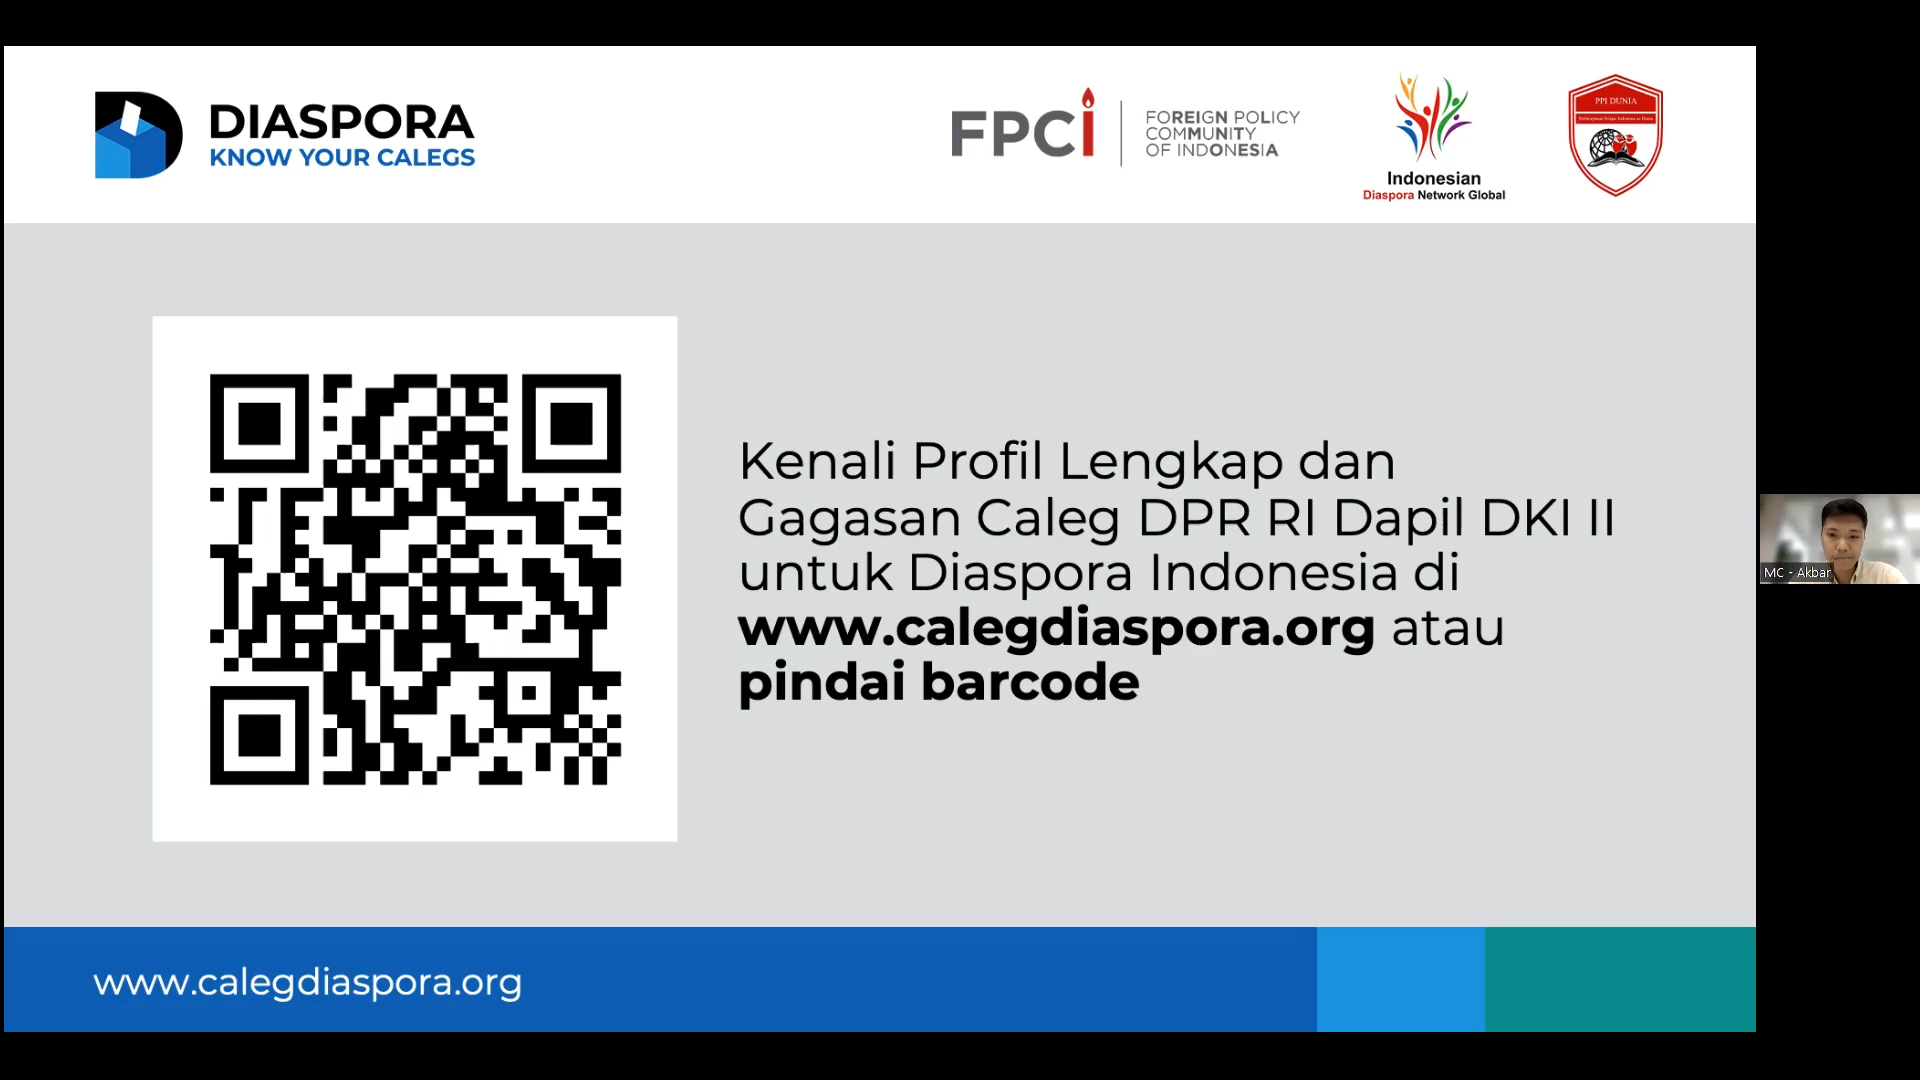 DIASPORA
KNOW YOUR CALEGS
FPCi
FOREIGN POLICY
COMMUNITY
OF INDONESIA
Indonesian
Diaspora Network Global
PPI DUNIA
Kenali Profil Lengkap dan
Gagasan Caleg DPR RI Dapil DKI II
untuk Diaspora Indonesia di
www.calegdiaspora.org atau
pindai barcode
MC - Akbar
www.calegdiaspora.org